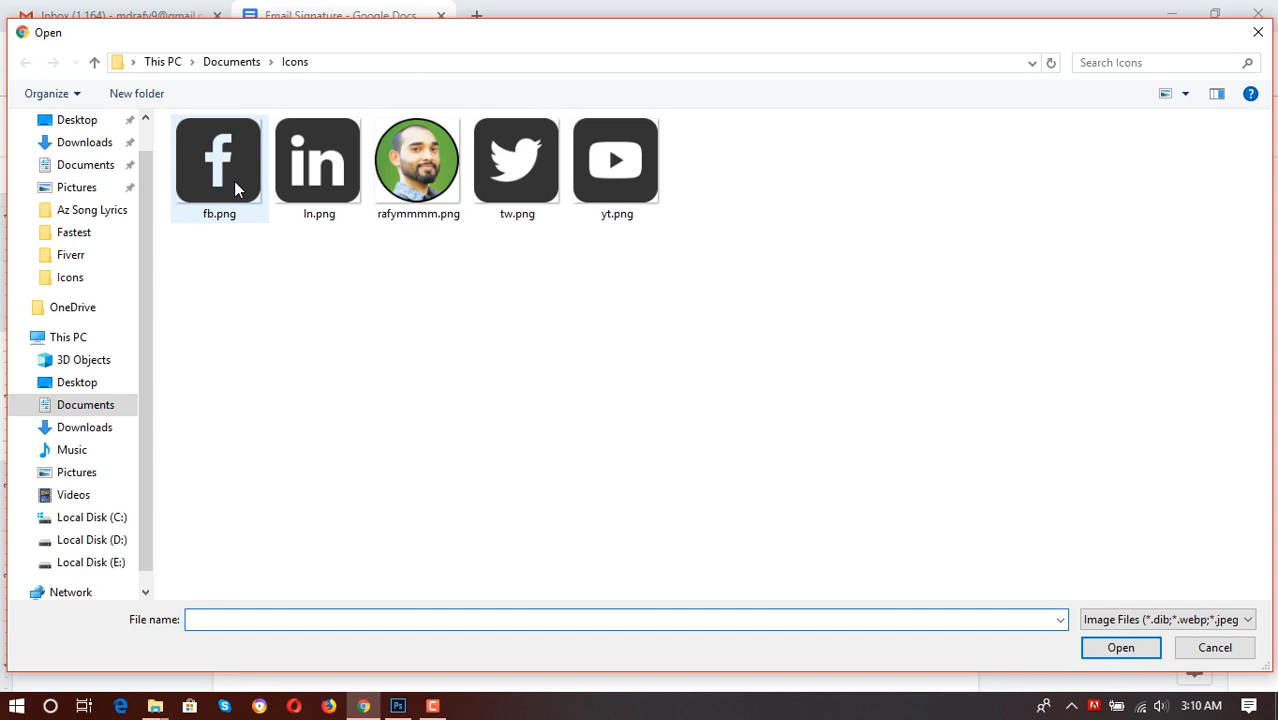 Inbox (1,164) - mdrafy9@gmail.c
Email Signature - Google Docs
Open
This PC > Documents > Icons
Search Icons
Organize
New folder
Desktop
Downloads
Documents
Pictures
Az Song Lyrics
Fastest
Fiverr
Icons
OneDrive
This PC
3D Objects
Desktop
Documents
Downloads
Music
Pictures
Videos
Local Disk (C:)
Local Disk (D:)
Local Disk (E:)
Network
f
in
fb.png
ln.png
rafymmmm.png
tw.png
yt.png
File name:
Image Files (*.dib;*.webp;*.jpeg
Open
Cancel
Ps
3:10 AM